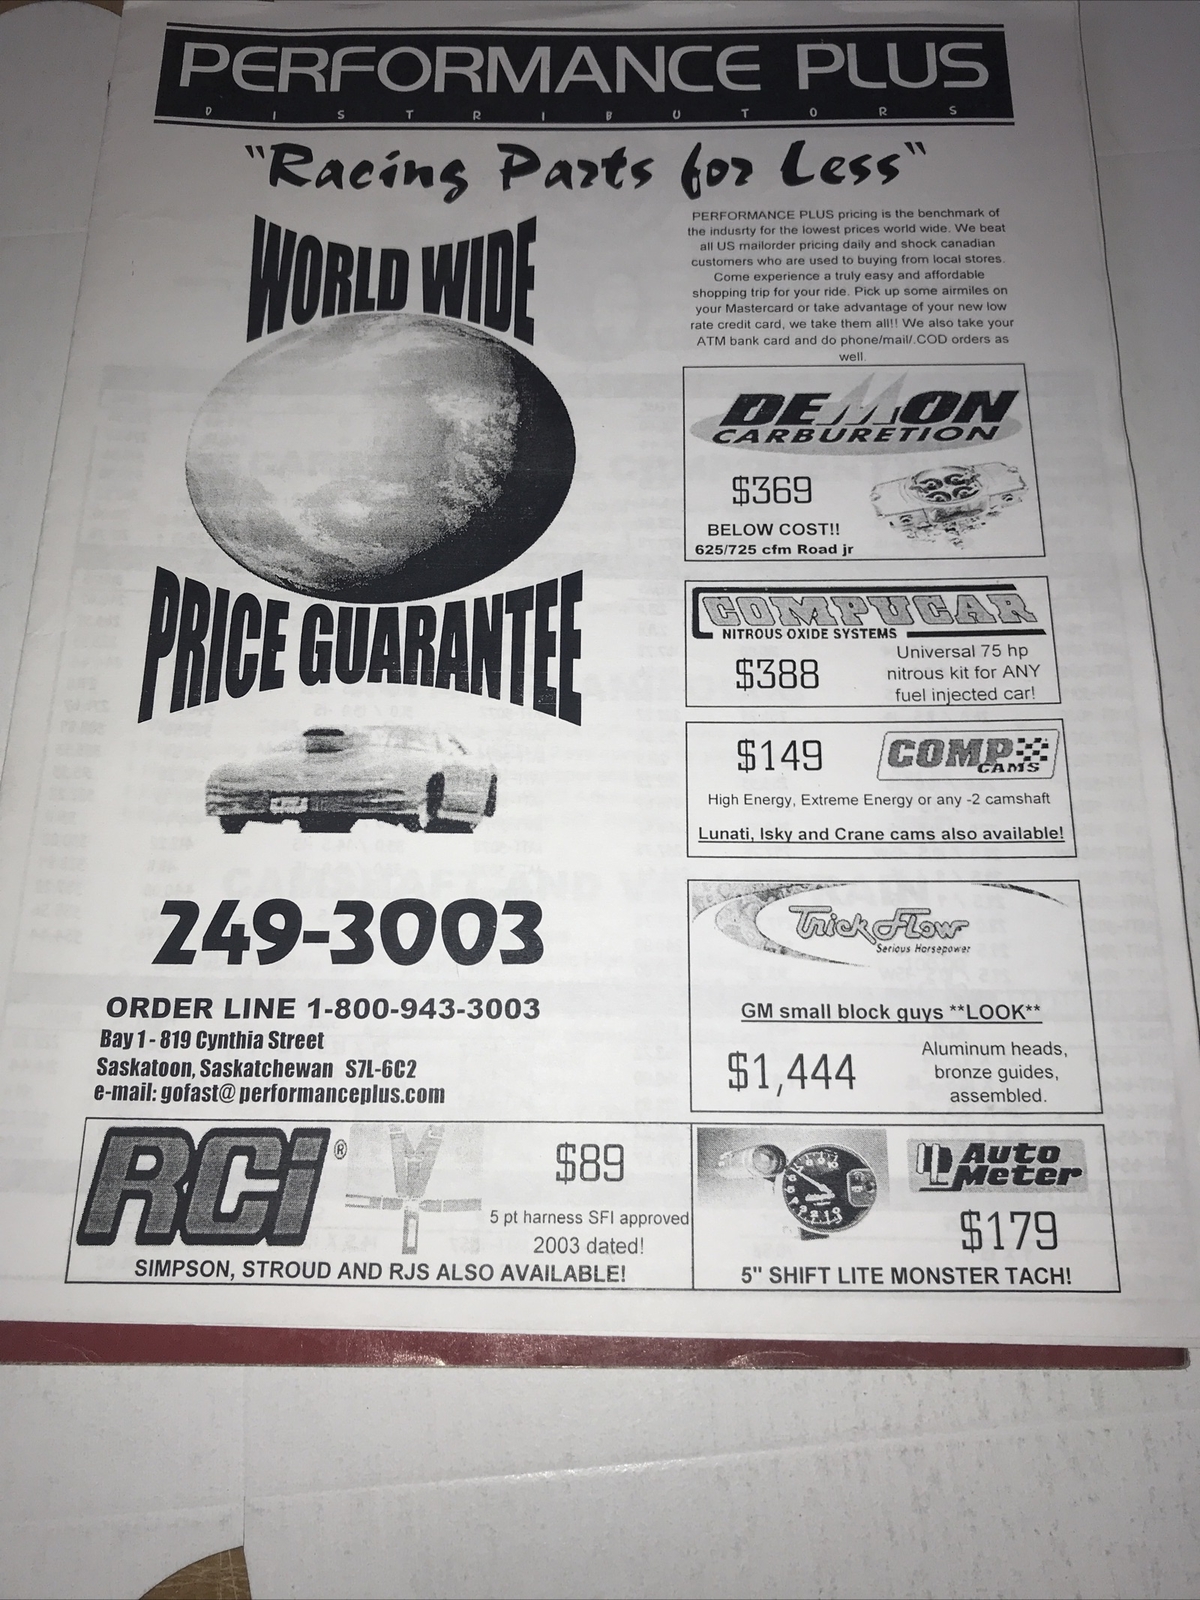 PERFORMANCE PLUS
DISTRIBUTORS
"Racing Parts for Less"
WORLD WIDE
PRICE GUARANTEE
249-3003
ORDER LINE 1-800-943-3003
Bay 1 - 819 Cynthia Street
Saskatoon, Saskatchewan S7L-6C2
e-mail: gofast@performanceplus.com
PERFORMANCE PLUS pricing is the benchmark of
the indusrty for the lowest prices world wide. We beat
all US mailorder pricing daily and shock canadian
customers who are used to buying from local stores.
Come experience a truly easy and affordable
shopping trip for your ride. Pick up some airmiles on
your Mastercard or take advantage of your new low
rate credit card, we take them all!! We also take your
ATM bank card and do phone/mail/.COD orders as
well.
DEMON
CARBURETION
$369
BELOW COST!!
625/725 cfm Road jr
COMPUCAR
NITROUS OXIDE SYSTEMS
$388
Universal 75 hp
nitrous kit for ANY
fuel injected car!
$149
COMP
CAMS
High Energy, Extreme Energy or any -2 camshaft
Lunati, Isky and Crane cams also available!
Trick Flow
Serious Horsepower
GM small block guys **LOOK**
$1,444
Aluminum heads,
bronze guides,
assembled.
RCi®
$89
5 pt harness SFI approved
2003 dated!
SIMPSON, STROUD AND RJS ALSO AVAILABLE!
Auto
Meter
$179
5" SHIFT LITE MONSTER TACH!